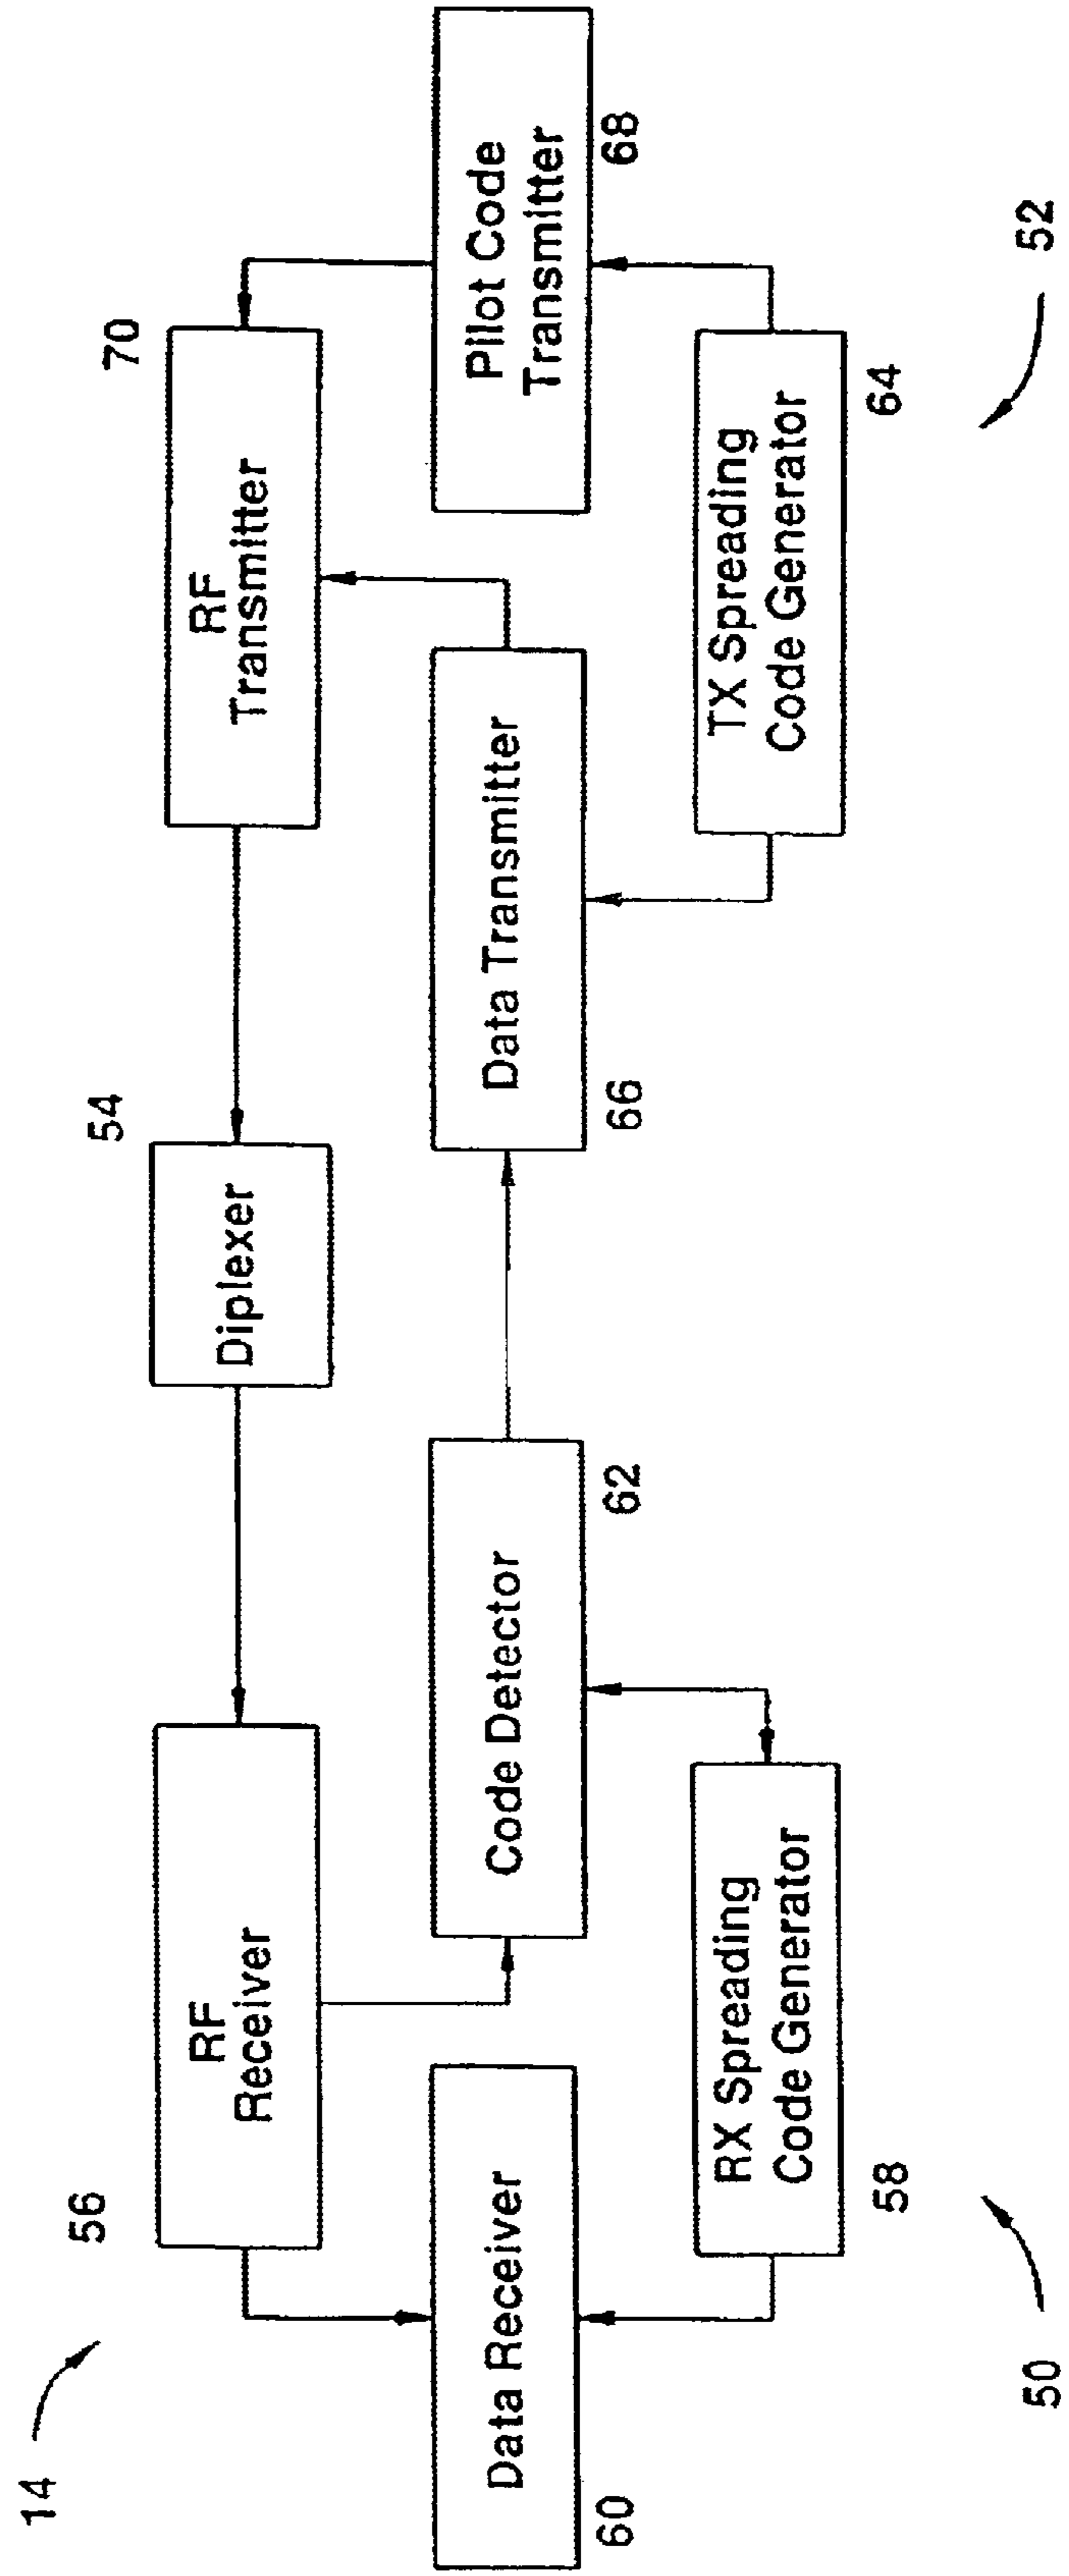 14
56
RF
Receiver
Diplexer
54
RF
Transmitter
70
Data Receiver
60
Code Detector
62
Data Transmitter
66
Pilot Code
Transmitter
68
RX Spreading
Code Generator
58
TX Spreading
Code Generator
64
50
52